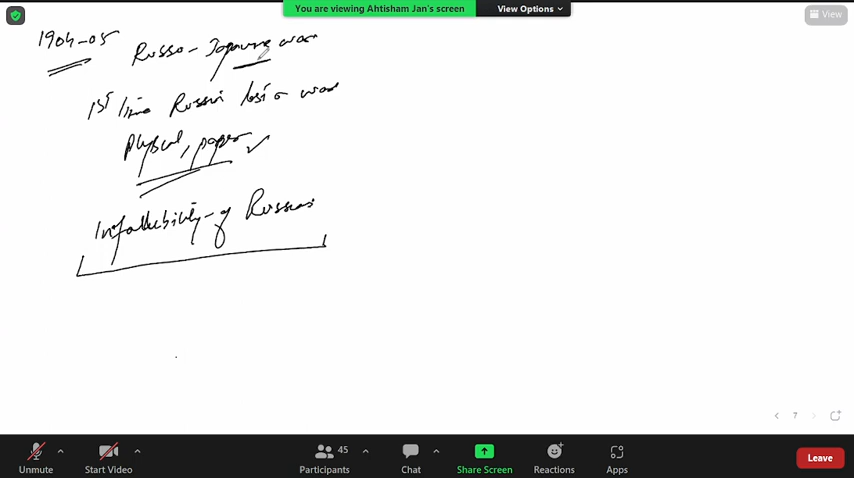 You are viewing Ahtisham Jan's screen
View Options
View
1904-05 Russo-Japanese war
1st time Russia lost a war
physical, paper
Infallibility of Russians
7
Unmute
Start Video
45
Participants
Chat
Share Screen
Reactions
Apps
Leave